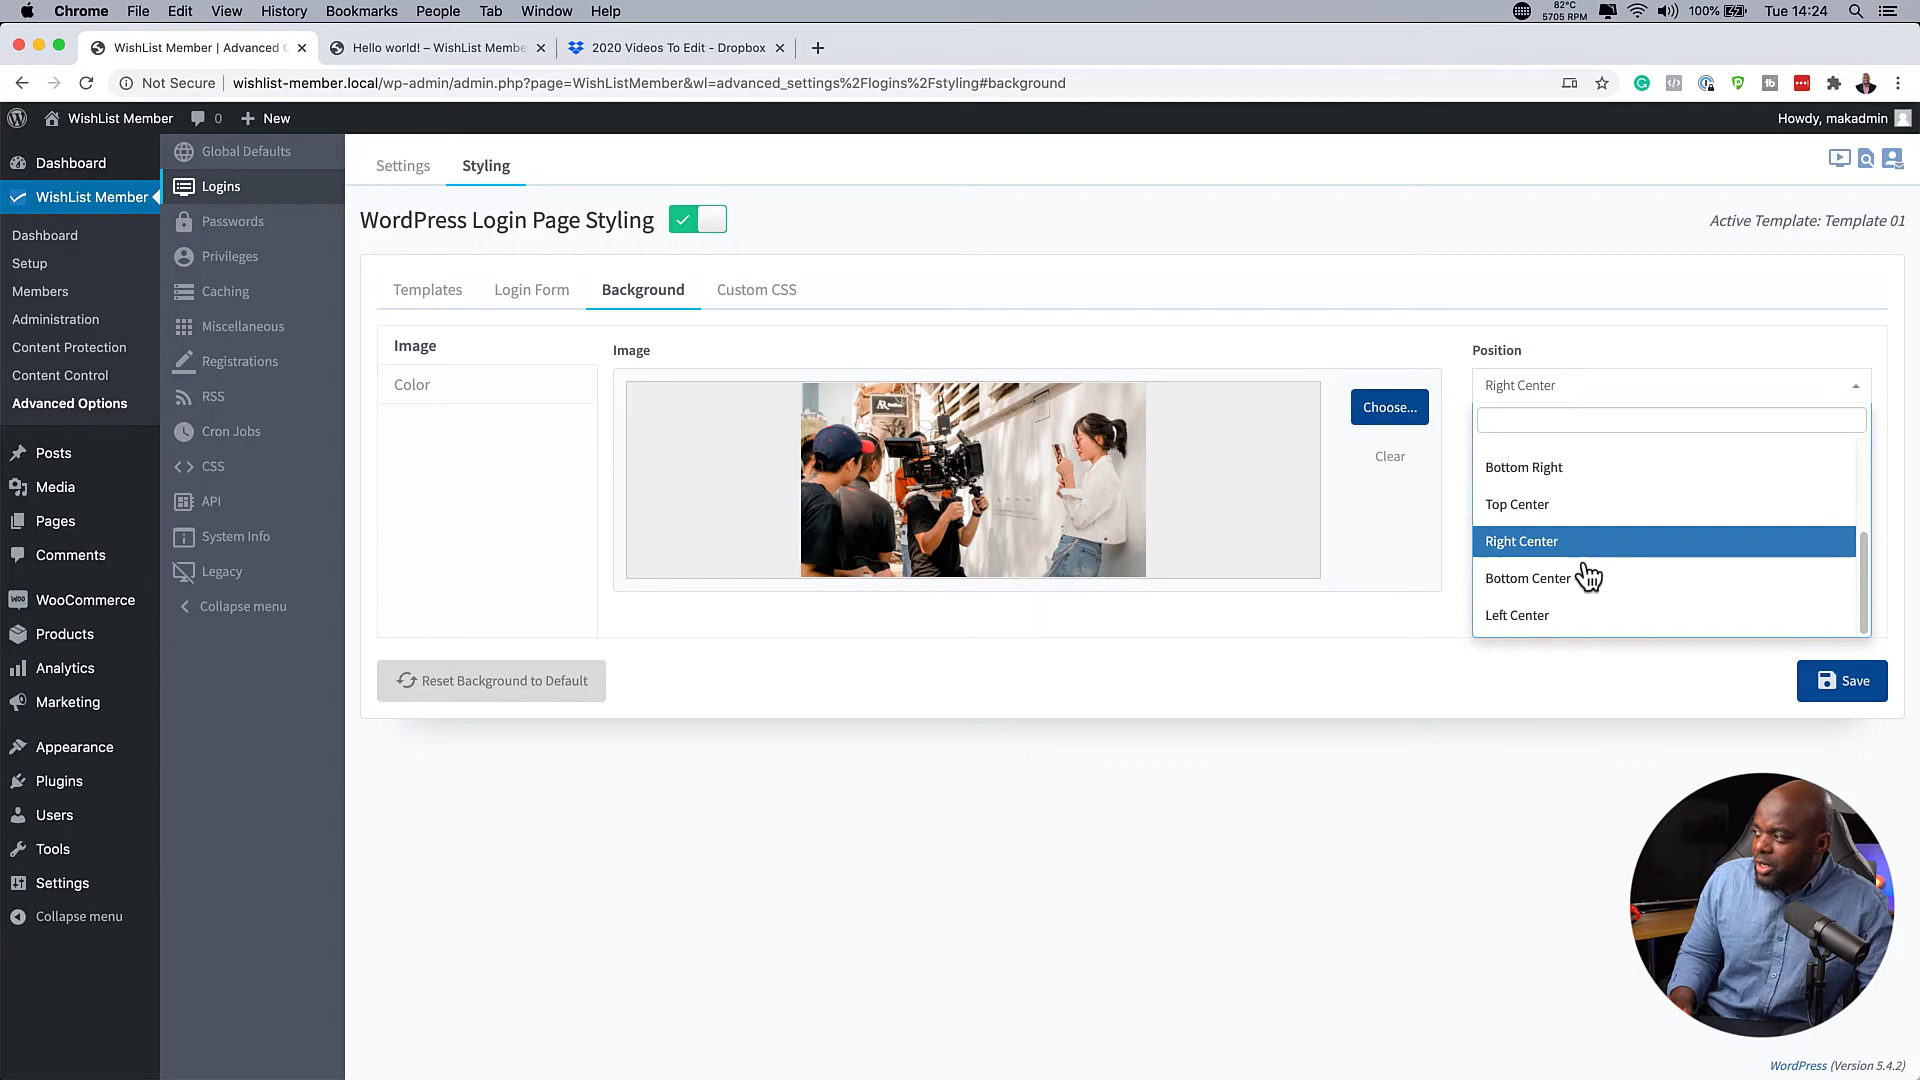 Chrome File Edit View History Bookmarks People Tab Window Help
82°C
5705 RPM
100%
Tue 14:24
WishList Member | Advanced
Hello world! – WishList Membe
2020 Videos To Edit - Dropbox
Not Secure
wishlist-member.local/wp-admin/admin.php?page=WishListMember&wl=advanced_settings%2Flogins%2Fstyling#background
WishList Member
0
New
Howdy, makadmin
Dashboard
WishList Member
Dashboard
Setup
Members
Administration
Content Protection
Content Control
Advanced Options
Posts
Media
Pages
Comments
WooCommerce
Products
Analytics
Marketing
Appearance
Plugins
Users
Tools
Settings
Collapse menu
Global Defaults
Logins
Passwords
Privileges
Caching
Miscellaneous
Registrations
RSS
Cron Jobs
CSS
API
System Info
Legacy
Collapse menu
Settings
Styling
WordPress Login Page Styling
Active Template: Template 01
Templates
Login Form
Background
Custom CSS
Image
Color
Image
Choose...
Clear
Position
Right Center
Bottom Right
Top Center
Right Center
Bottom Center
Left Center
Reset Background to Default
Save
WordPress (Version 5.4.2)